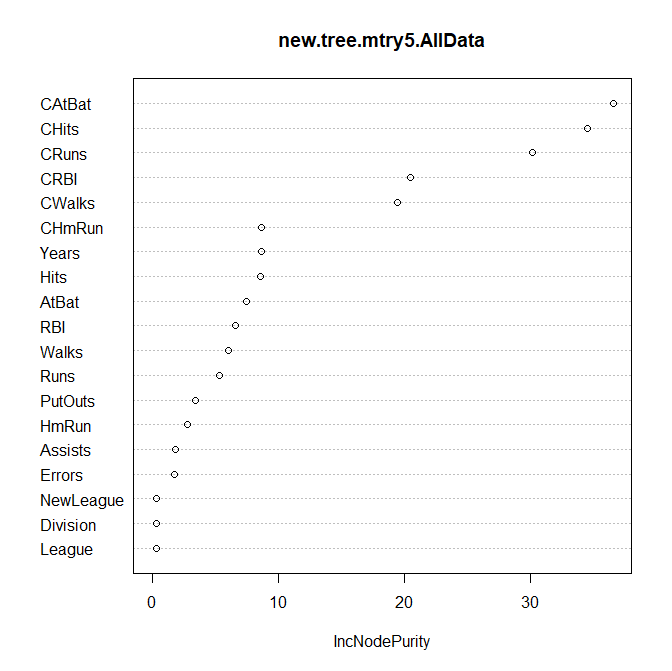 new.tree.mtry5.AllData
CAtBat
CHits
CRuns
CRBI
CWalks
CHmRun
Years
Hits
AtBat
RBI
Walks
Runs
PutOuts
HmRun
Assists
Errors
NewLeague
Division
League
0 10 20 30
IncNodePurity